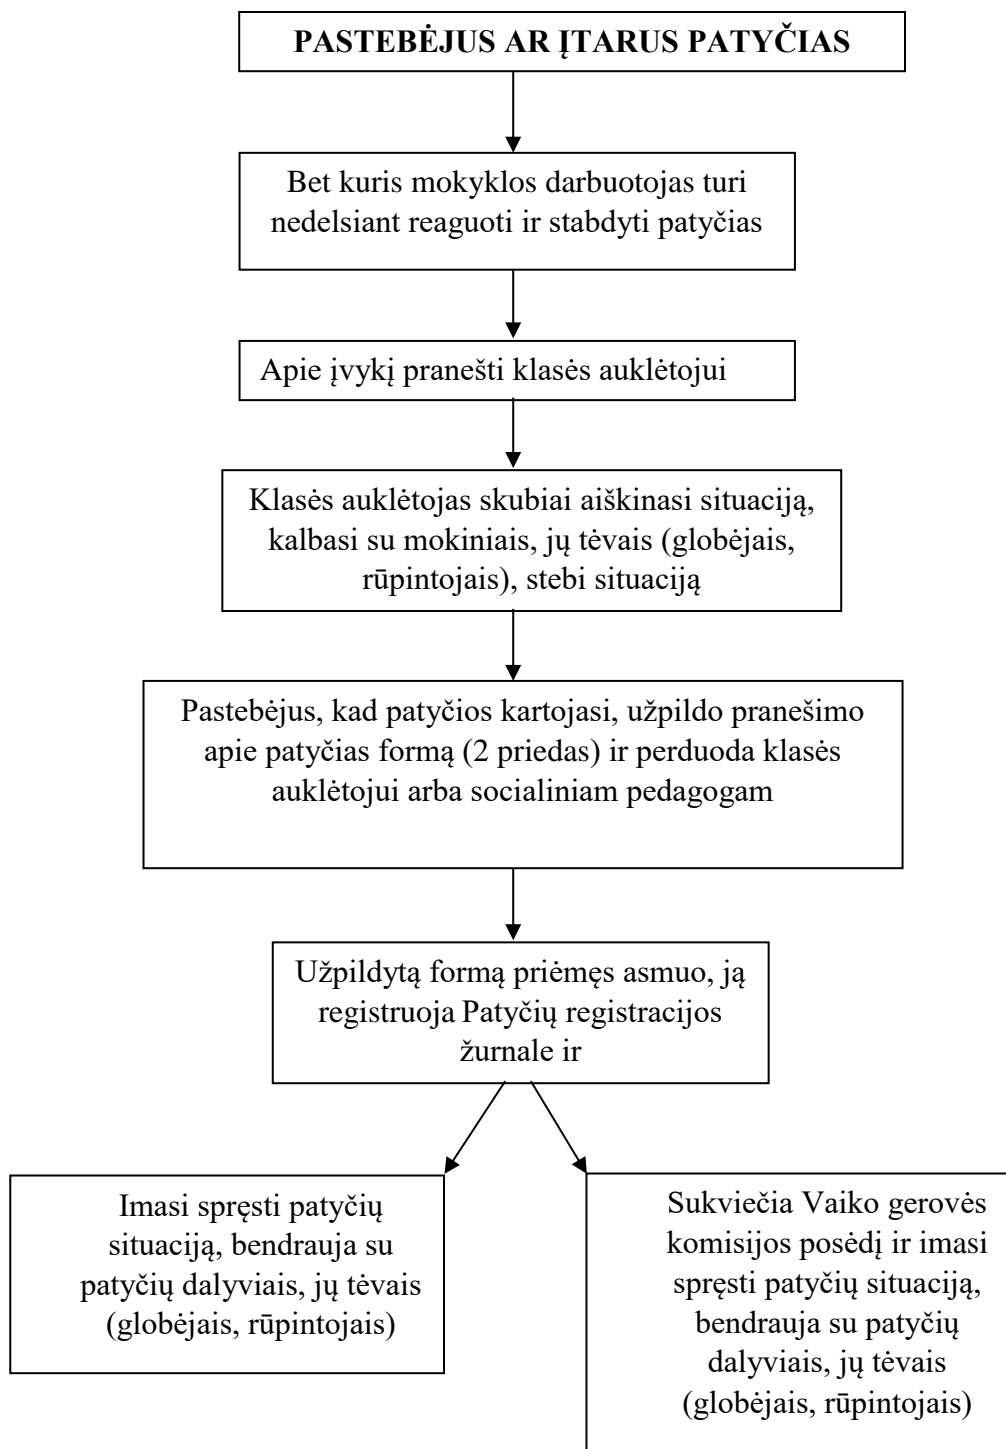 PASTEBĖJUS AR ĮTARUS PATYČIAS
Bet kuris mokyklos darbuotojas turi
nedelsiant reaguoti ir stabdyti patyčias
Apie įvykį pranešti klasės auklėtojui
Klasės auklėtojas skubiai aiškinasi situaciją,
kalbasi su mokiniais, jų tėvais (globėjais,
rūpintojais), stebi situaciją
Pastebėjus, kad patyčios kartojasi, užpildo pranešimo
apie patyčias formą (2 priedas) ir perduoda klasės
auklėtojui arba socialiniam pedagogam
Užpildytą formą priėmęs asmuo, ją
registruoja Patyčių registracijos
žurnale ir
Imasi spręsti patyčių
situaciją, bendrauja su
patyčių dalyviais, jų tėvais
(globėjais, rūpintojais)
Sukviečia Vaiko gerovės
komisijos posėdį ir imasi
spręsti patyčių situaciją,
bendrauja su patyčių
dalyviais, jų tėvais
(globėjais, rūpintojais)